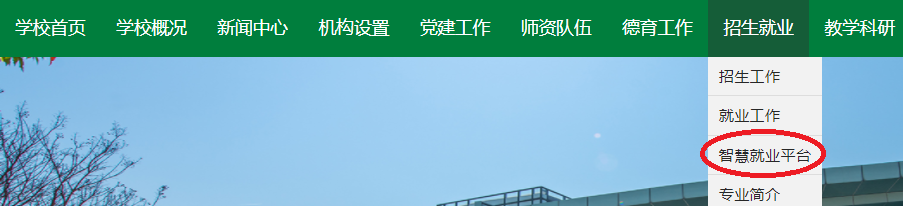 学校首页 学校概况 新闻中心 机构设置 党建工作 师资队伍 德育工作 招生就业 教学科研
招生工作
就业工作
智慧就业平台
专业简介